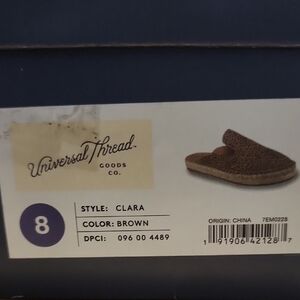 Universal Thread
GOODS
CO.
8
STYLE: CLARA
COLOR: BROWN
DPCI: 096 00 4489
ORIGIN: CHINA 7EM0228
1 91906 42128 7